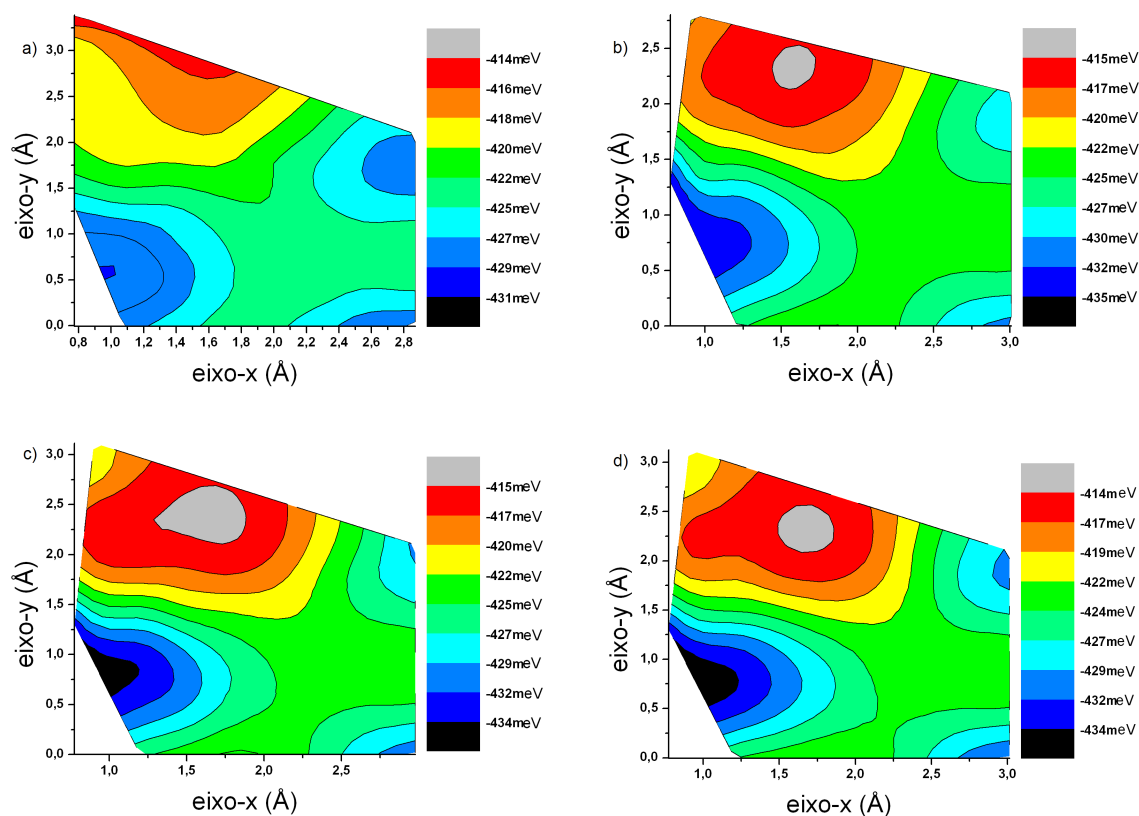 a)
eixo-y (Å)
3,0
2,5
2,0
1,5
1,0
0,5
0,0
0,8 1,0 1,2 1,4 1,6 1,8 2,0 2,2 2,4 2,6 2,8
eixo-x (Å)
-414meV
-416meV
-418meV
-420meV
-422meV
-425meV
-427meV
-429meV
-431meV
b)
eixo-y (Å)
2,5
2,0
1,5
1,0
0,5
0,0
1,0 1,5 2,0 2,5 3,0
eixo-x (Å)
-415meV
-417meV
-420meV
-422meV
-425meV
-427meV
-430meV
-432meV
-435meV
c)
eixo-y (Å)
3,0
2,5
2,0
1,5
1,0
0,5
0,0
1,0 1,5 2,0 2,5
eixo-x (Å)
-415meV
-417meV
-420meV
-422meV
-425meV
-427meV
-429meV
-432meV
-434meV
d)
eixo-y (Å)
3,0
2,5
2,0
1,5
1,0
0,5
0,0
1,0 1,5 2,0 2,5 3,0
eixo-x (Å)
-414meV
-417meV
-419meV
-422meV
-424meV
-427meV
-429meV
-432meV
-434meV